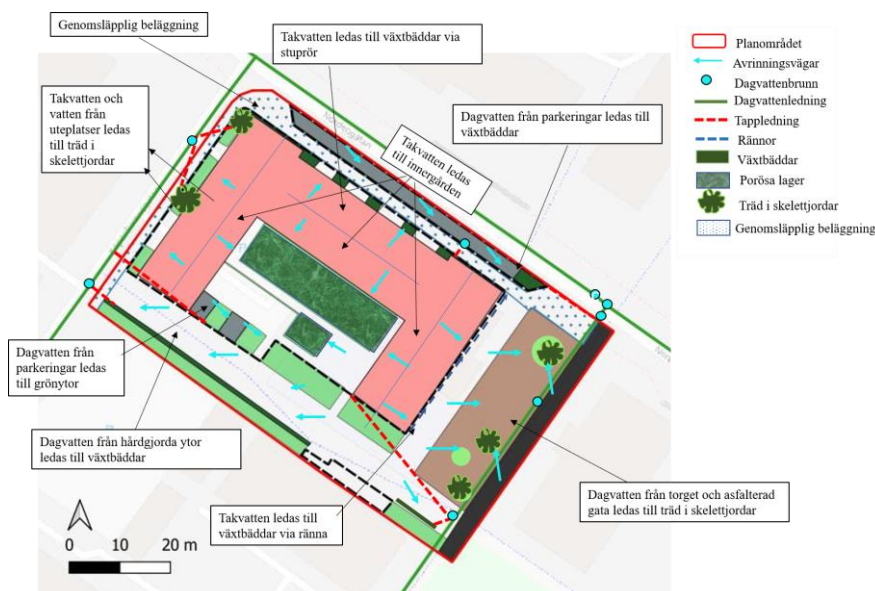 Genomsläpplig beläggning
Takvatten ledas till växtbäddar via
stuprör
Takvatten och
vatten från
uteplatser ledas
till träd i
skelettjordar
Dagvatten från parkeringar ledas till
växtbäddar
Takvatten ledas
till innergården
Dagvatten från
parkeringar ledas
till grönytor
Dagvatten från hårdgjorda ytor
ledas till växtbäddar
Takvatten ledas till
växtbäddar via ränna
Dagvatten från torget och asfalterad
gata ledas till träd i skelettjordar
0 10 20 m
Planområdet
Avrinningsvägar
Dagvattenbrunn
Dagvattenledning
Tappledning
Rännor
Växtbäddar
Porösa lager
Träd i skelettjordar
Genomsläpplig beläggning